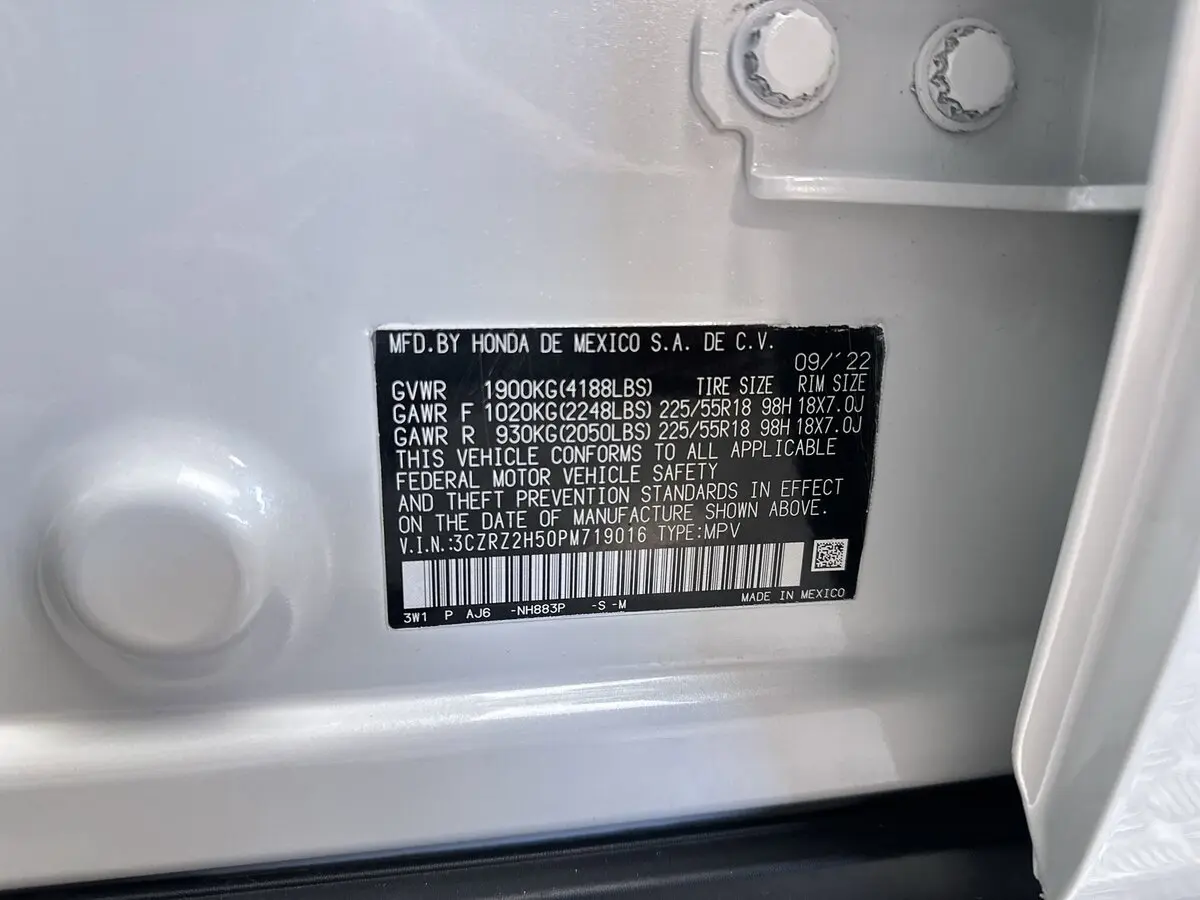 MFD.BY HONDA DE MEXICO S.A. DE C.V.
09/'22
GVWR 1900KG(4188LBS) TIRE SIZE RIM SIZE
GAWR F 1020KG(2248LBS) 225/55R18 98H 18X7.0J
GAWR R 930KG(2050LBS) 225/55R18 98H 18X7.0J
THIS VEHICLE CONFORMS TO ALL APPLICABLE
FEDERAL MOTOR VEHICLE SAFETY
AND THEFT PREVENTION STANDARDS IN EFFECT
ON THE DATE OF MANUFACTURE SHOWN ABOVE.
V.I.N.:3CZRZ2H50PM719016 TYPE:MPV
3W1 P AJ6 -NH883P -S -M MADE IN MEXICO